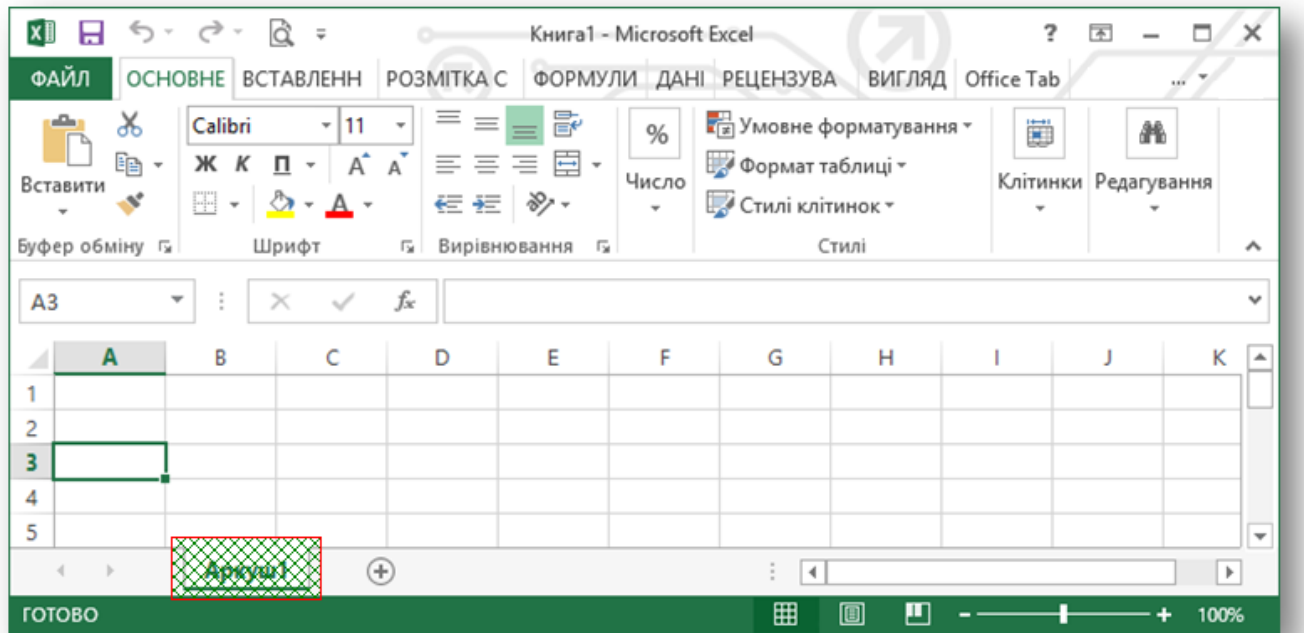 Книга1 - Microsoft Excel ?
ФАЙЛ ОСНОВНЕ ВСТАВЛЕНН РОЗМІТКА С ФОРМУЛИ ДАНІ РЕЦЕНЗУВА ВИГЛЯД Office Tab ...
Calibri 11 % Умовне форматування
Ж К П А А Формат таблиці
Вставити Число Клітинки Редагування
А Стилі клітинок
Буфер обміну Шрифт Вирівнювання Стилі
A3 fx
A B C D E F G H I J K
1
2
3
4
5
Аркуш1
ГОТОВО 100%